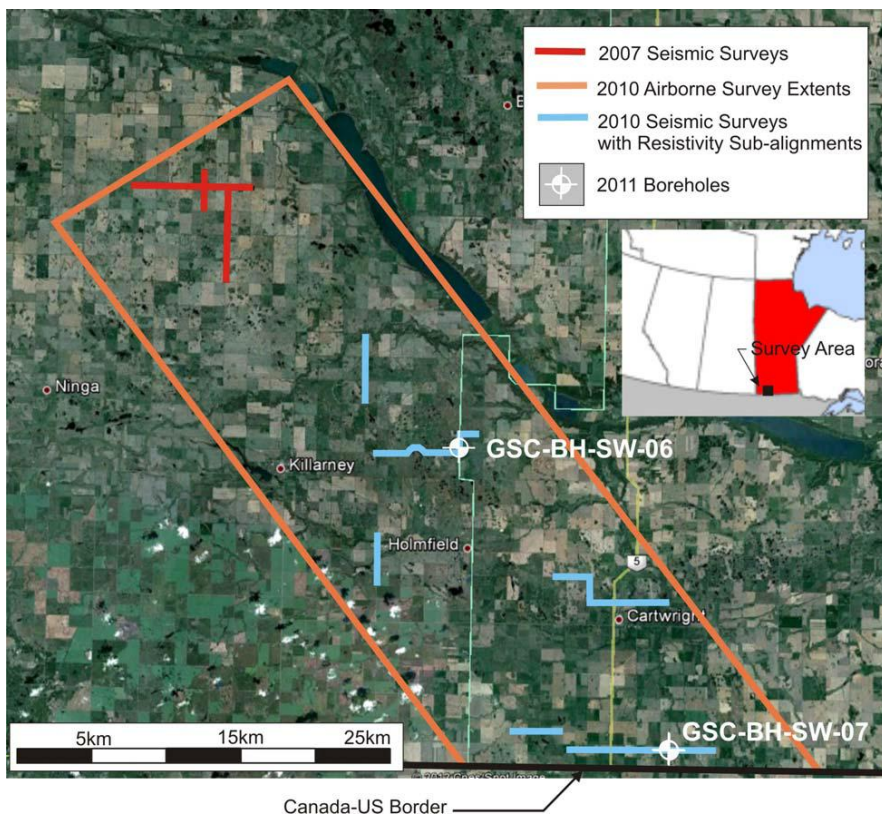 2007 Seismic Surveys
2010 Airborne Survey Extents
2010 Seismic Surveys
with Resistivity Sub-alignments
2011 Boreholes
Survey Area
Ninga
Killarney
GSC-BH-SW-06
Holmfield
5
Cartwright
GSC-BH-SW-07
5km
15km
25km
Canada-US Border